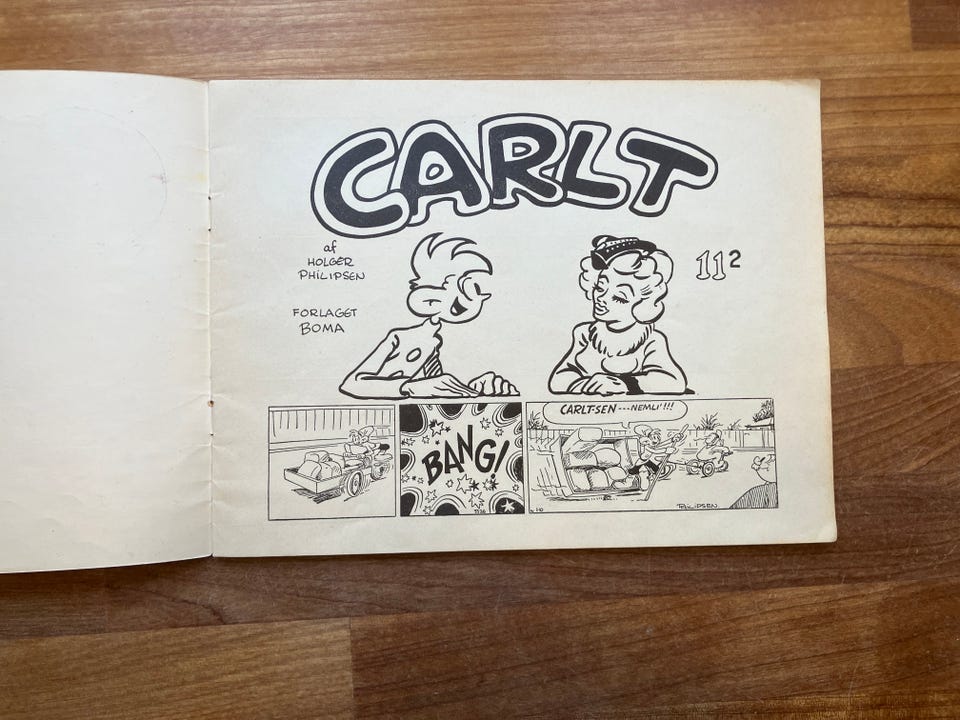 CARLT
af
HOLGER
PHILIPSEN
FORLAGET
BOMA
11²
BANG!
CARLT-SEN --- NEMLI'!!!
PHILIPSEN